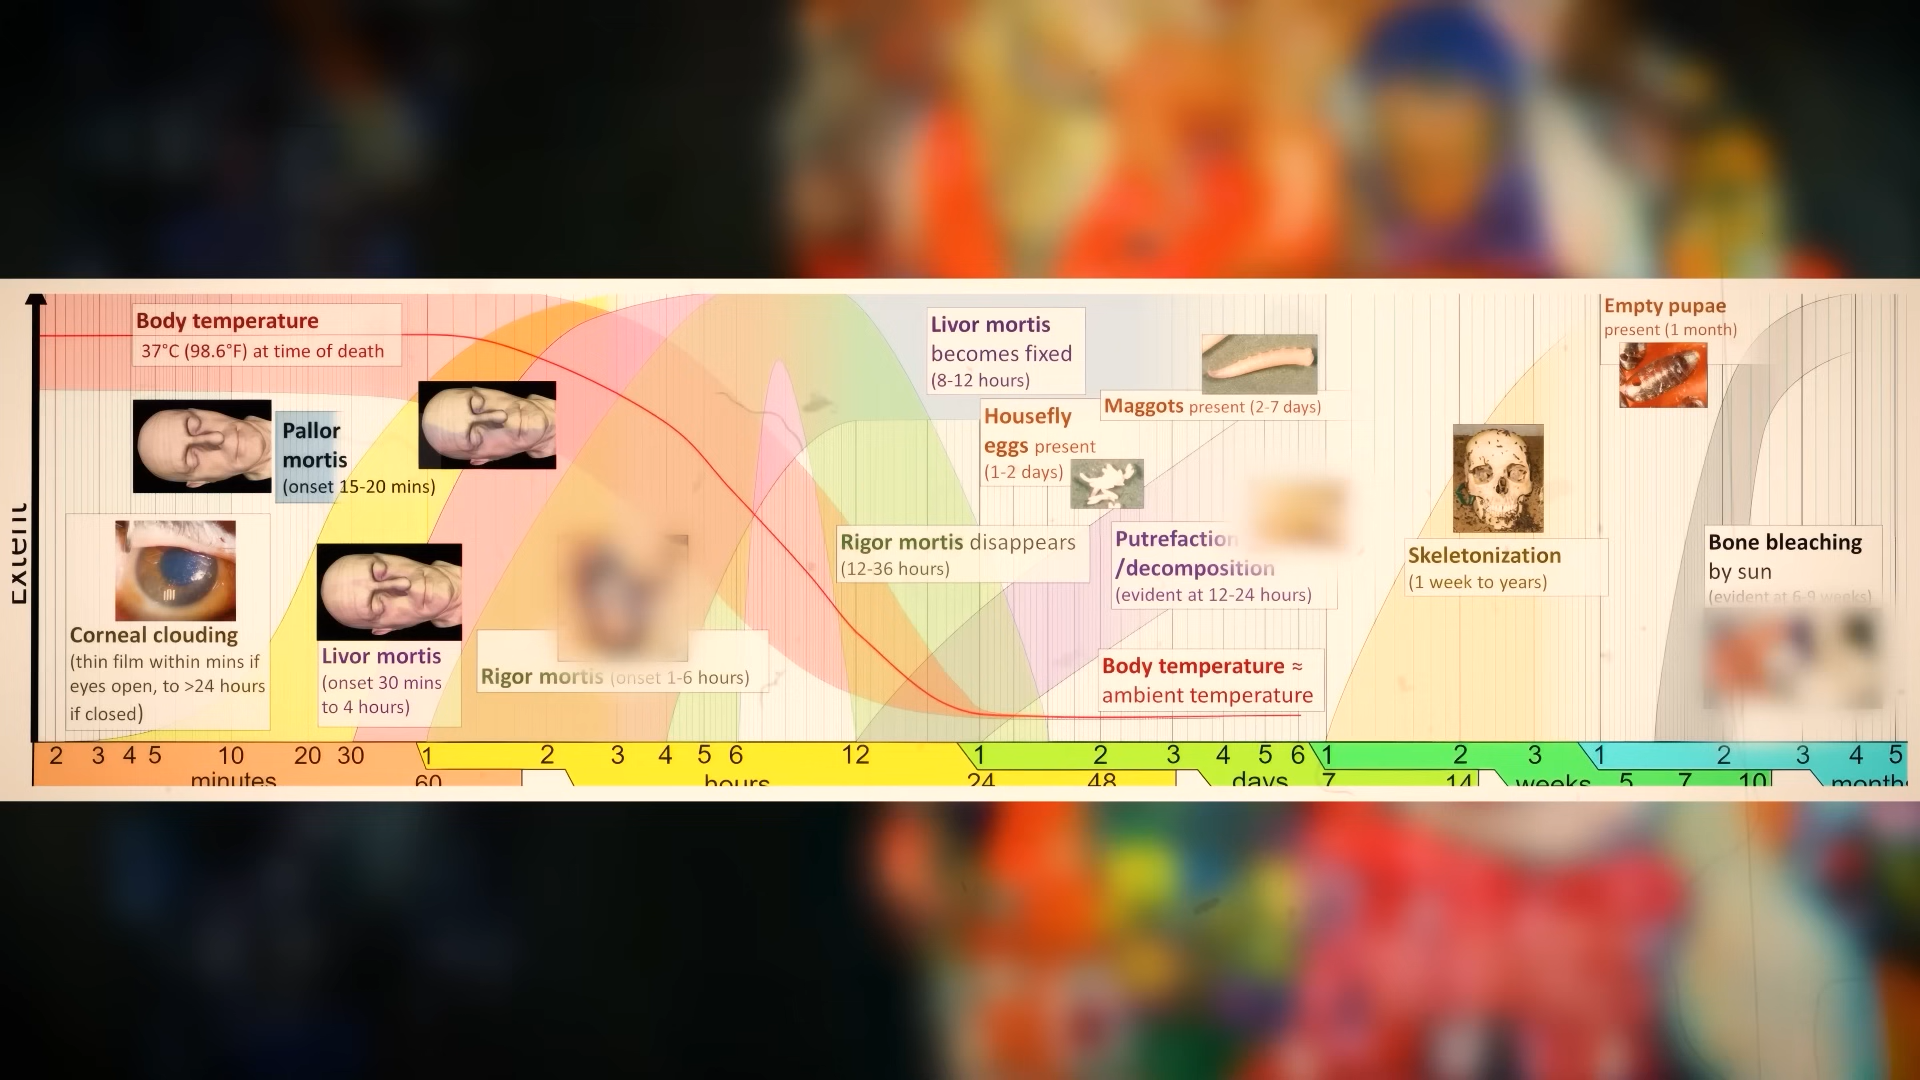 Body temperature
37°C (98.6°F) at time of death
Pallor
mortis
(onset 15-20 mins)
Corneal clouding
(thin film within mins if
eyes open, to >24 hours
if closed)
Livor mortis
(onset 30 mins
to 4 hours)
Rigor mortis (onset 1-6 hours)
Livor mortis
becomes fixed
(8-12 hours)
Housefly
eggs present
(1-2 days)
Maggots present (2-7 days)
Rigor mortis disappears
(12-36 hours)
Putrefaction
/decomposition
(evident at 12-24 hours)
Body temperature ≈
ambient temperature
Skeletonization
(1 week to years)
Empty pupae
present (1 month)
Bone bleaching
by sun
(evident at 6-9 weeks)
Extent
2 3 4 5 10 20 30 1 2 3 4 5 6 12 1 2 3 4 5 6 1 2 3 1 2 3 4 5
minutes 60 hours 24 48 days 7 14 weeks 5 7 10 months